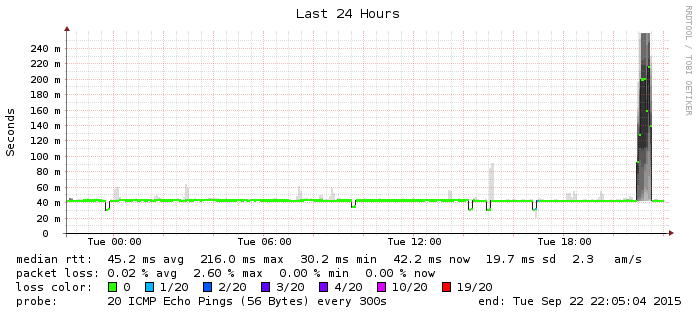 Last 24 Hours
RRDTOOL / TOBI OETIKER
Seconds
240 m
220 m
200 m
180 m
160 m
140 m
120 m
100 m
80 m
60 m
40 m
20 m
0
Tue 00:00 Tue 06:00 Tue 12:00 Tue 18:00
median rtt: 45.2 ms avg 216.0 ms max 30.2 ms min 42.2 ms now 19.7 ms sd 2.3 am/s
packet loss: 0.02 % avg 2.60 % max 0.00 % min 0.00 % now
loss color: 0 1/20 2/20 3/20 4/20 10/20 19/20
probe: 20 ICMP Echo Pings (56 Bytes) every 300s end: Tue Sep 22 22:05:04 2015